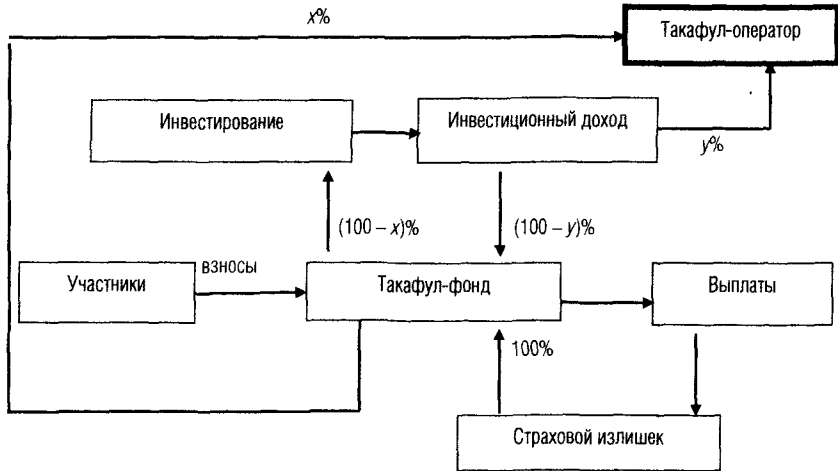 x%
Такафул-оператор
Инвестирование
Инвестиционный доход
y%
(100 – x)%
(100 – y)%
Участники
взносы
Такафул-фонд
Выплаты
100%
Страховой излишек